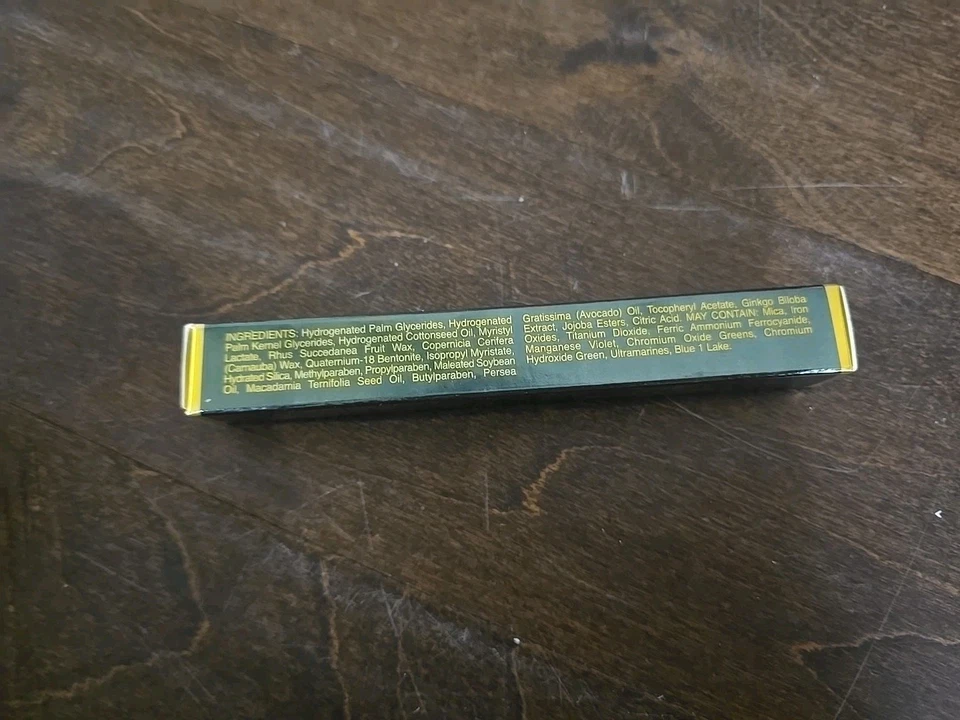 INGREDIENTS: Hydrogenated Palm Glycerides, Hydrogenated
Palm Kernel Glycerides, Hydrogenated Cottonseed Oil, Myristyl
Lactate, Rhus Succedanea Fruit Wax, Copernicia Cerifera
(Carnauba) Wax, Quaternium-18 Bentonite, Isopropyl Myristate,
Hydrated Silica, Methylparaben, Propylparaben, Maleated Soybean
Oil, Macadamia Ternifolia Seed Oil, Butylparaben, Persea
Gratissima (Avocado) Oil, Tocopheryl Acetate, Ginkgo Biloba
Extract, Jojoba Esters, Citric Acid. MAY CONTAIN: Mica, Iron
Oxides, Titanium Dioxide, Ferric Ammonium Ferrocyanide,
Manganese Violet, Chromium Oxide Greens, Chromium
Hydroxide Green, Ultramarines, Blue 1 Lake.